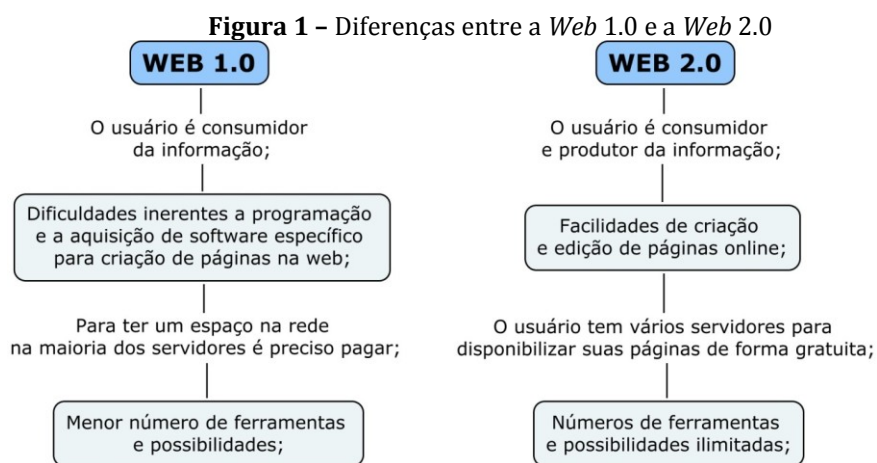 Figura 1 – Diferenças entre a Web 1.0 e a Web 2.0
WEB 1.0
O usuário é consumidor
da informação;
Dificuldades inerentes a programação
e a aquisição de software específico
para criação de páginas na web;
Para ter um espaço na rede
na maioria dos servidores é preciso pagar;
Menor número de ferramentas
e possibilidades;
WEB 2.0
O usuário é consumidor
e produtor da informação;
Facilidades de criação
e edição de páginas online;
O usuário tem vários servidores para
disponibilizar suas páginas de forma gratuita;
Números de ferramentas
e possibilidades ilimitadas;